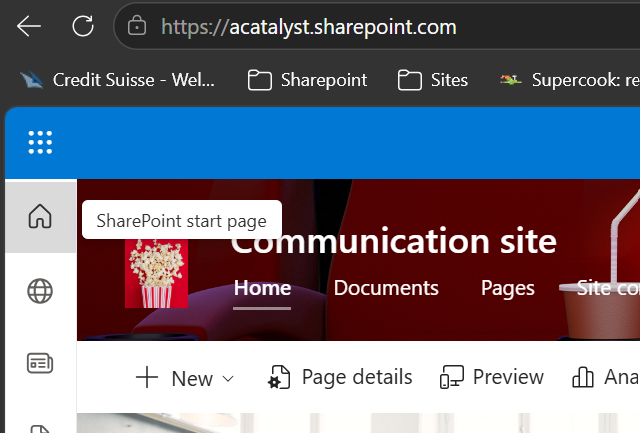 https://acatalyst.sharepoint.com
Credit Suisse - Wel... Sharepoint Sites Supercook: re
SharePoint start page
Communication site
Home Documents Pages Site co
New Page details Preview Ana